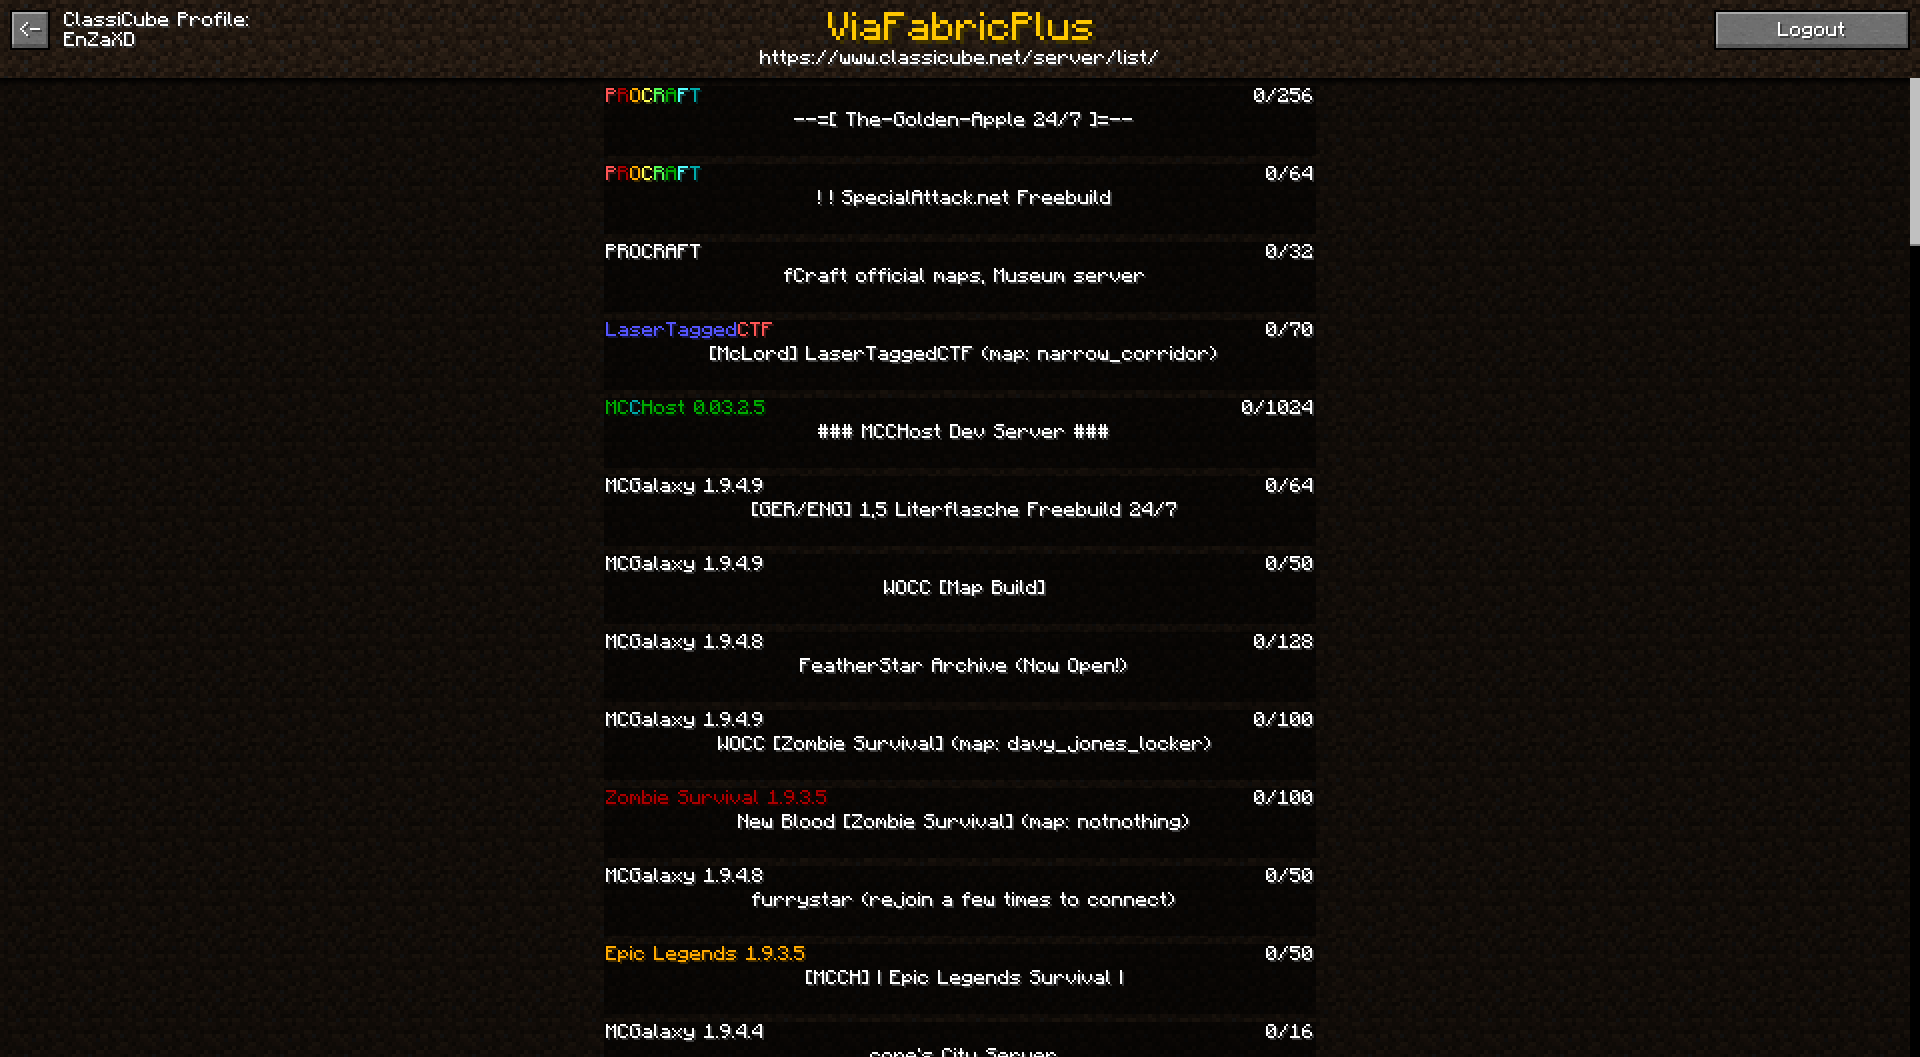 <-
ClassiCube Profile:
EnZaXD
ViaFabricPlus
https://www.classicube.net/server/list/
Logout
PROCRAFT 0/256
--=[ The-Golden-Apple 24/7 ]=--
PROCRAFT 0/64
!! SpecialAttack.net Freebuild
PROCRAFT 0/32
fCraft official maps, Museum server
LaserTaggedCTF 0/70
[McLord] LaserTaggedCTF (map: narrow_corridor)
MCCHost 0.03.2.5 0/1024
### MCCHost Dev Server ###
MCGalaxy 1.9.4.9 0/64
[GER/ENG] 1,5 Literflasche Freebuild 24/7
MCGalaxy 1.9.4.9 0/50
WOCC [Map Build]
MCGalaxy 1.9.4.8 0/128
FeatherStar Archive (Now Open!)
MCGalaxy 1.9.4.9 0/100
WOCC [Zombie Survival] (map: davy_jones_locker)
Zombie Survival 1.9.3.5 0/100
New Blood [Zombie Survival] (map: notnothing)
MCGalaxy 1.9.4.8 0/50
furrystar (rejoin a few times to connect)
Epic Legends 1.9.3.5 0/50
[MCCH] | Epic Legends Survival |
MCGalaxy 1.9.4.4 0/16
City Server